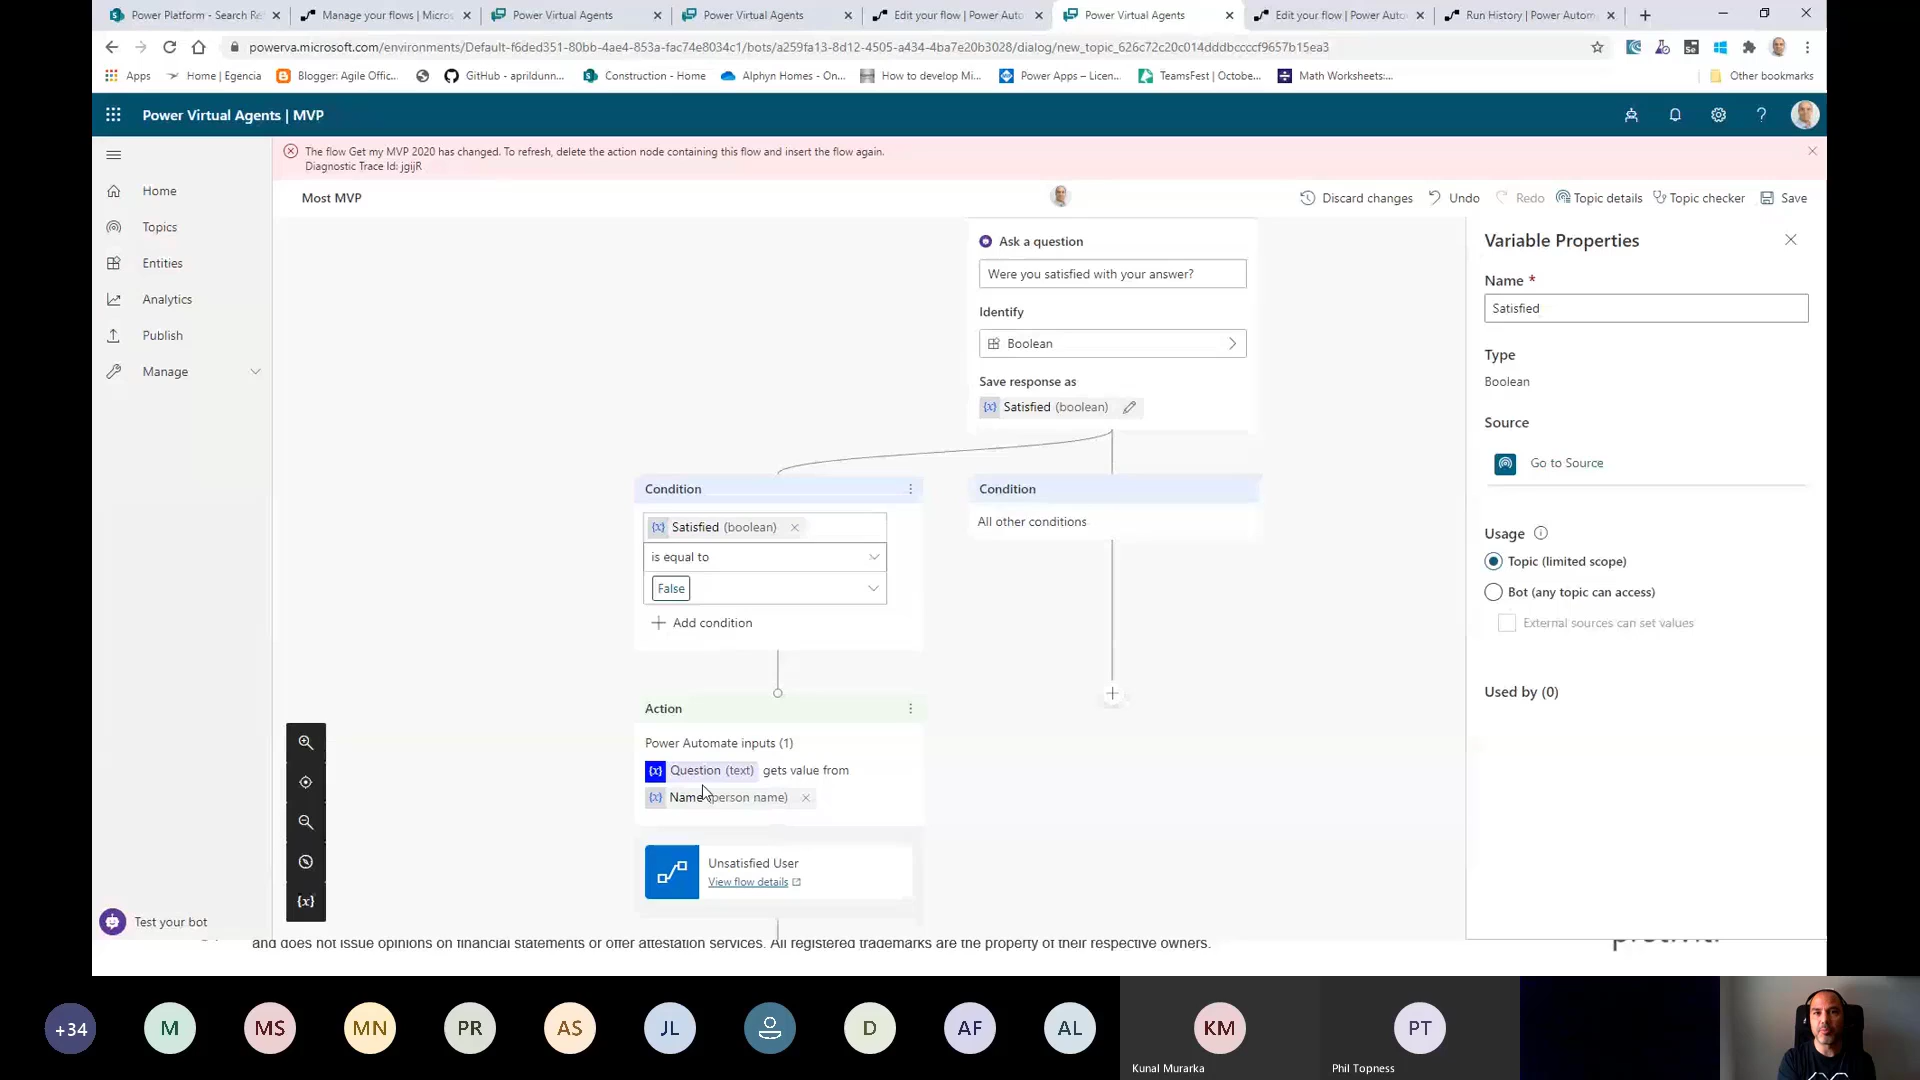 Power Platform - Search Re
Manage your flows | Micros
Power Virtual Agents
Power Virtual Agents
Edit your flow | Power Auto
Power Virtual Agents
Edit your flow | Power Auto
Run History | Power Autom
powerva.microsoft.com/environments/Default-f6ded351-80bb-4ae4-853a-fac74e8034c1/bots/a259fa13-8d12-4505-a434-4ba7e20b3028/dialog/new_topic_626c72c20c014dddbccccf9657b15ea3
Apps
Home | Egencia
Blogger: Agile Offic...
GitHub - aprildunn...
Construction - Home
Alphyn Homes - On...
How to develop Mi...
Power Apps – Licen...
TeamsFest | Octobe...
Math Worksheets:...
Other bookmarks
Power Virtual Agents | MVP
The flow Get my MVP 2020 has changed. To refresh, delete the action node containing this flow and insert the flow again.
Diagnostic Trace Id: jgijR
Most MVP
Discard changes
Undo
Redo
Topic details
Topic checker
Save
Home
Topics
Entities
Analytics
Publish
Manage
Test your bot
Ask a question
Were you satisfied with your answer?
Identify
Boolean
Save response as
{x} Satisfied (boolean)
Condition
{x} Satisfied (boolean)
is equal to
False
Add condition
Condition
All other conditions
Action
Power Automate inputs (1)
{x} Question (text) gets value from
{x} Name (person name)
Unsatisfied User
View flow details
{x}
Variable Properties
Name *
Satisfied
Type
Boolean
Source
Go to Source
Usage
Topic (limited scope)
Bot (any topic can access)
External sources can set values
Used by (0)
and does not issue opinions on financial statements or offer attestation services. All registered trademarks are the property of their respective owners.
+34
M
MS
MN
PR
AS
JL
D
AF
AL
KM
Kunal Murarka
PT
Phil Topness